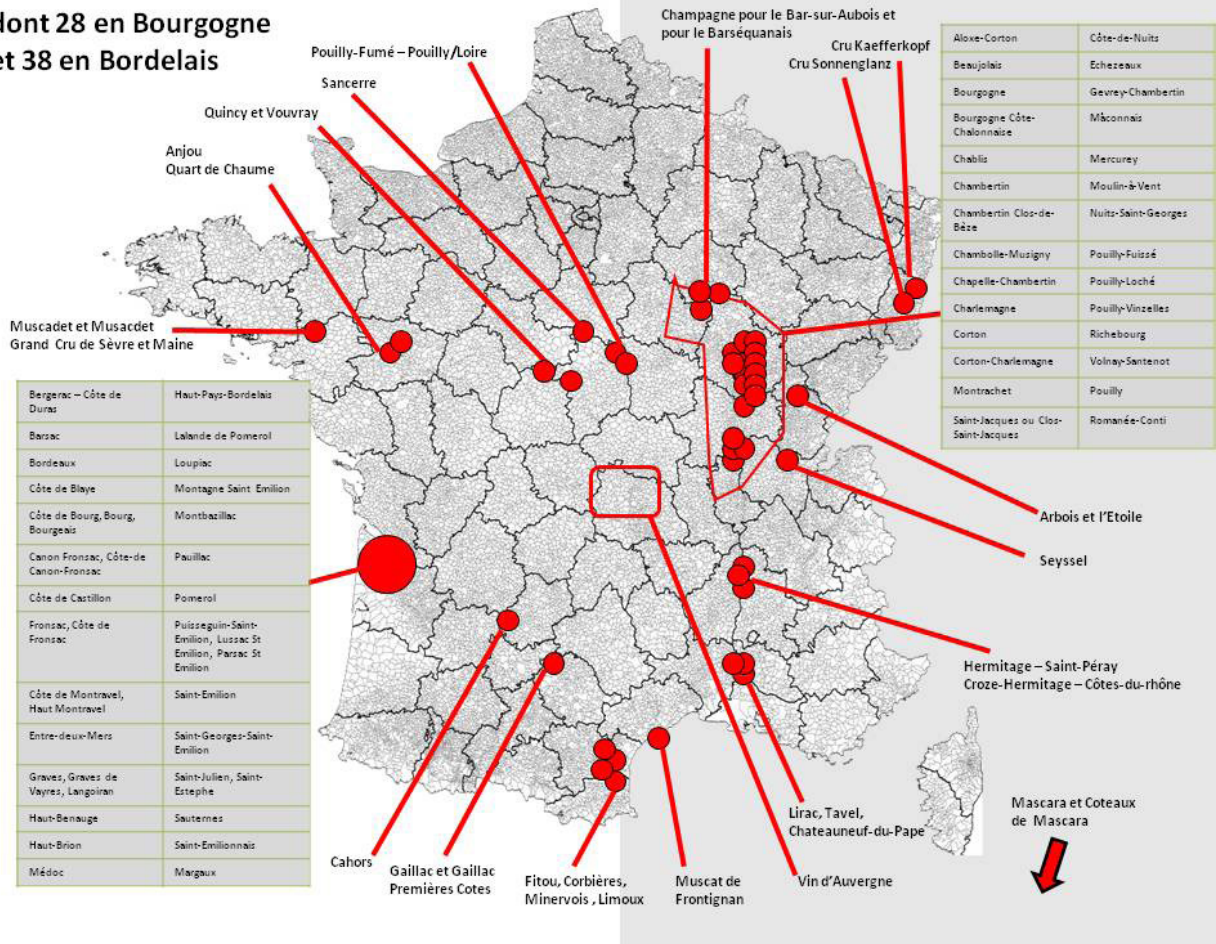 dont 28 en Bourgogne
et 38 en Bordelais
Champagne pour le Bar-sur-Aubois et
pour le Barséquanais
Pouilly-Fumé – Pouilly/Loire
Cru Kaefferkopf
Cru Sonnenglanz
Sancerre
Quincy et Vouvray
Anjou
Quart de Chaume
Muscadet et Musacdet
Grand Cru de Sèvre et Maine
Aloxe-Corton
Côte-de-Nuits
Beaujolais
Echezeaux
Bourgogne
Gevrey-Chambertin
Bourgogne Côte-
Chalonnaise
Mâconnais
Chablis
Mercurey
Chambertin
Moulin-à-Vent
Chambertin Clos-de-
Bèze
Nuits-Saint-Georges
Chambolle-Musigny
Pouilly-Fuissé
Chapelle-Chambertin
Pouilly-Loché
Charlemagne
Pouilly-Vinzelles
Corton
Richebourg
Corton-Charlemagne
Volnay-Santenot
Montrachet
Pouilly
Saint-Jacques ou Clos-
Saint-Jacques
Romanée-Conti
Bergerac – Côte de
Duras
Haut-Pays-Bordelais
Barsac
Lalande de Pomerol
Bordeaux
Loupiac
Côte de Blaye
Montagne Saint Emilion
Côte de Bourg, Bourg,
Bourgeais
Montbazillac
Canon Fronsac, Côte-de
Canon-Fronsac
Pauillac
Côte de Castillon
Pomerol
Fronsac, Côte de
Fronsac
Puisseguin-Saint-
Emilion, Lussac St
Emilion, Parsac St
Emilion
Côte de Montravel,
Haut Montravel
Saint-Emilion
Entre-deux-Mers
Saint-Georges-Saint-
Emilion
Graves, Graves de
Vayres, Langoiran
Saint-Julien, Saint-
Estephe
Haut-Benauge
Sauternes
Haut-Brion
Saint-Emilionnais
Médoc
Margaux
Arbois et l'Etoile
Seyssel
Hermitage – Saint-Péray
Croze-Hermitage – Côtes-du-rhône
Lirac, Tavel,
Chateauneuf-du-Pape
Mascara et Coteaux
de Mascara
Cahors
Gaillac et Gaillac
Premières Cotes
Fitou, Corbières,
Minervois , Limoux
Muscat de
Frontignan
Vin d'Auvergne